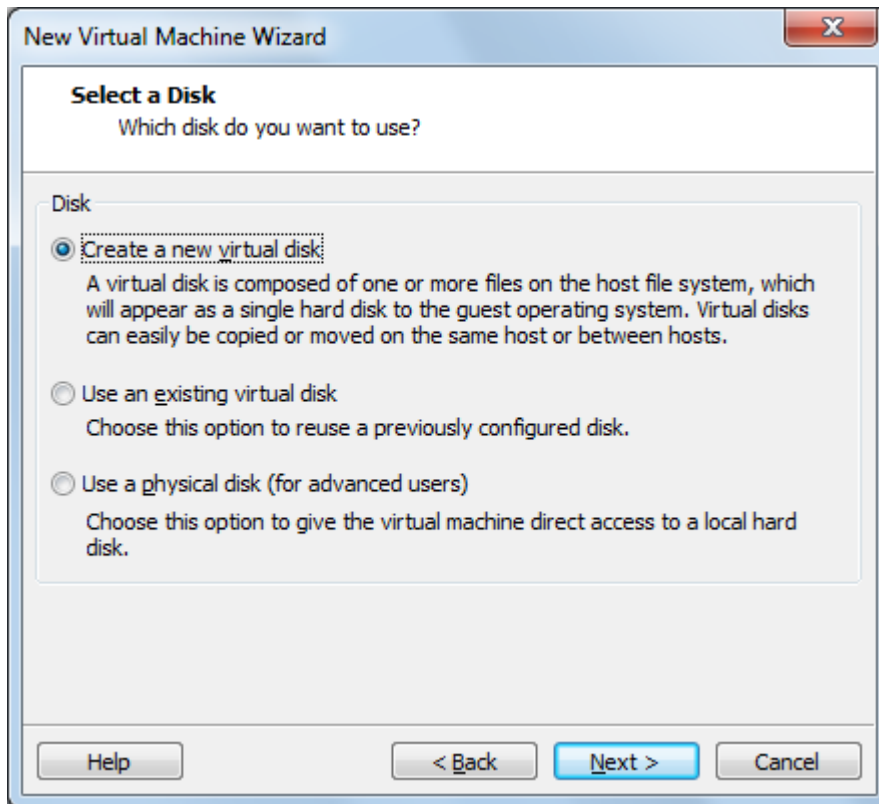 New Virtual Machine Wizard
Select a Disk
Which disk do you want to use?
Disk
Create a new virtual disk
A virtual disk is composed of one or more files on the host file system, which
will appear as a single hard disk to the guest operating system. Virtual disks
can easily be copied or moved on the same host or between hosts.
Use an existing virtual disk
Choose this option to reuse a previously configured disk.
Use a physical disk (for advanced users)
Choose this option to give the virtual machine direct access to a local hard
disk.
Help
< Back
Next >
Cancel